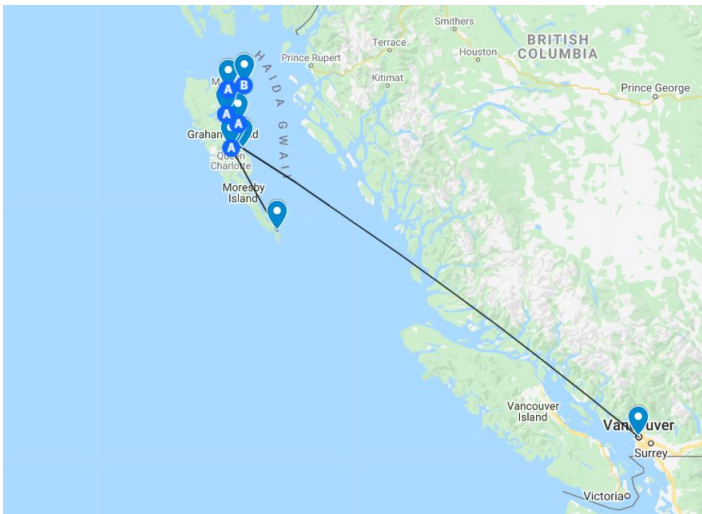 Smithers
BRITISH
COLUMBIA
Terrace
Houston
Prince Rupert
HAIDA GWAII
Kitimat
Prince George
A
B
A
A
A
Queen
Charlotte
Moresby
Island
Vancouver
Island
Surrey
Victoria